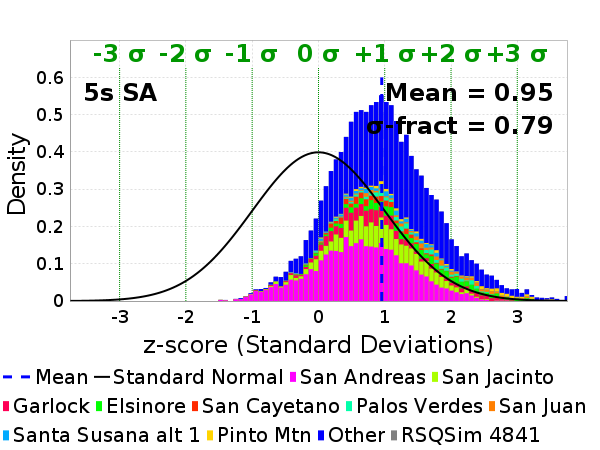 -3 σ -2 σ -1 σ 0 σ +1 σ +2 σ +3 σ
5s SA
Mean = 0.95
σ-fract = 0.79
Density
0.6
0.5
0.4
0.3
0.2
0.1
0
-3 -2 -1 0 1 2 3
z-score (Standard Deviations)
Mean Standard Normal San Andreas San Jacinto
Garlock Elsinore San Cayetano Palos Verdes San Juan
Santa Susana alt 1 Pinto Mtn Other RSQSim 4841